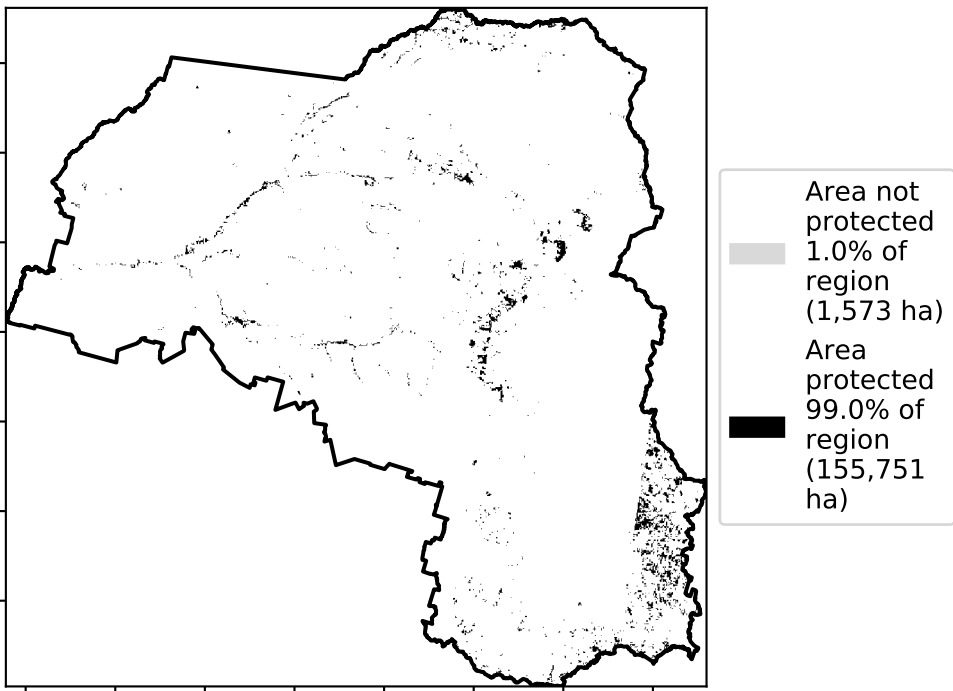 Area not
protected
1.0% of
region
(1,573 ha)
Area
protected
99.0% of
region
(155,751
ha)